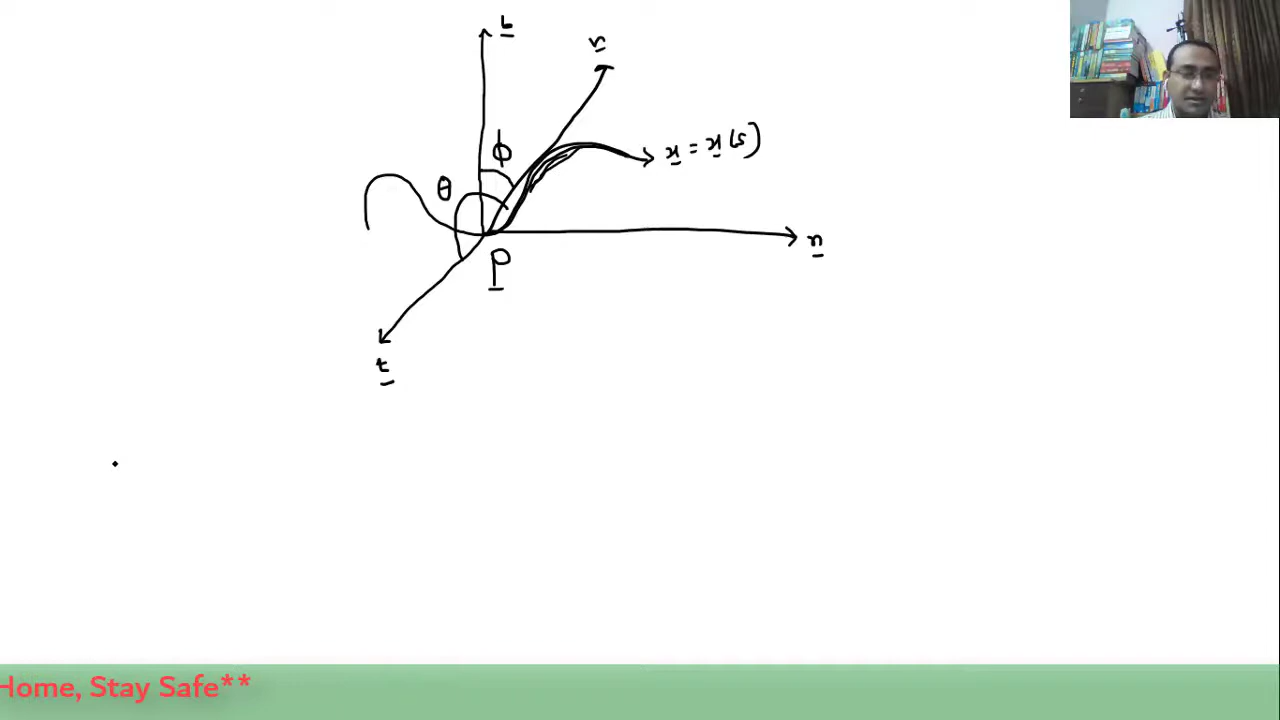 b
r
ϕ
r = r(s)
θ
n
P
t
Home, Stay Safe**